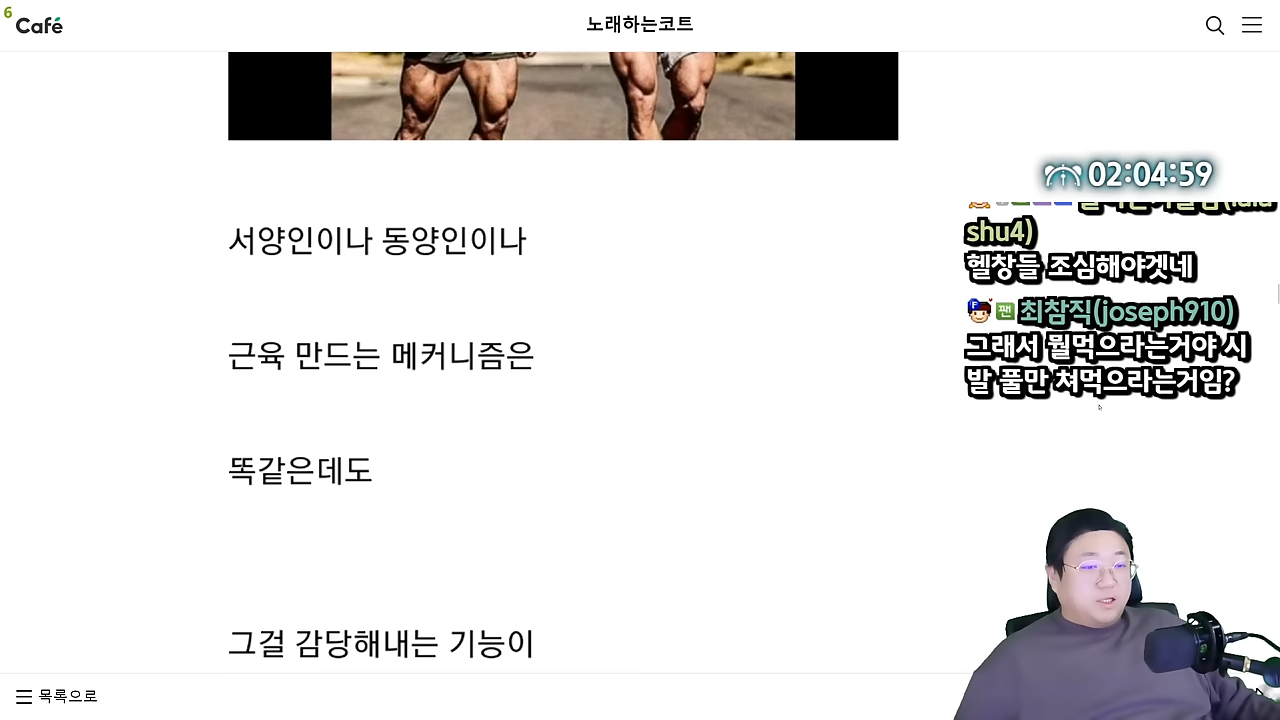 6
Café
노래하는코트
02:04:59
shu4)
헬창들 조심해야겟네
팬 최참직(joseph910)
그래서 뭘먹으라는거야 시
발 풀만 쳐먹으라는거임?
서양인이나 동양인이나
근육 만드는 메커니즘은
똑같은데도
그걸 감당해내는 기능이
목록으로